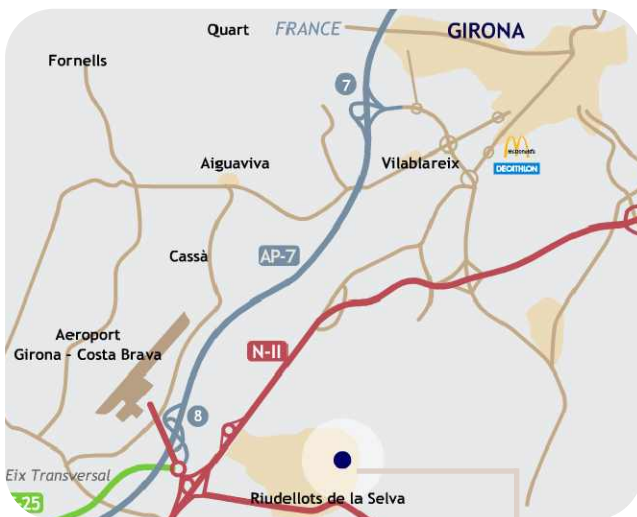 Quart
FRANCE
GIRONA
Fornells
7
McDonald's
Aiguaviva
Vilablareix
DECATHLON
Cassà
AP-7
Aeroport
Girona - Costa Brava
N-II
8
Eix Transversal
-25
Riudellots de la Selva